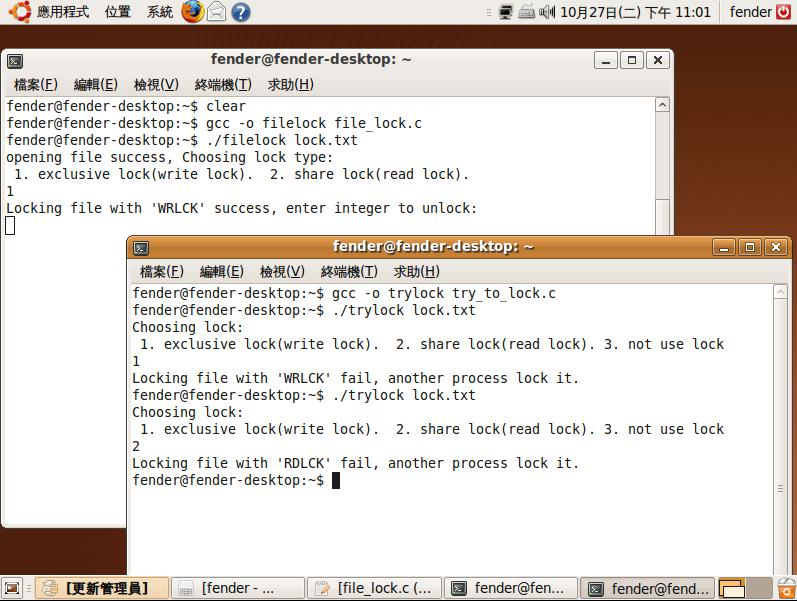 應用程式 位置 系統 10月27日(二) 下午 11:01 fender
fender@fender-desktop: ~
檔案(F) 編輯(E) 檢視(V) 終端機(T) 求助(H)
fender@fender-desktop:~$ clear
fender@fender-desktop:~$ gcc -o filelock file_lock.c
fender@fender-desktop:~$ ./filelock lock.txt
opening file success, Choosing lock type:
1. exclusive lock(write lock).  2. share lock(read lock).
1
Locking file with 'WRLCK' success, enter integer to unlock:
fender@fender-desktop: ~
檔案(F) 編輯(E) 檢視(V) 終端機(T) 求助(H)
fender@fender-desktop:~$ gcc -o trylock try_to_lock.c
fender@fender-desktop:~$ ./trylock lock.txt
Choosing lock:
1. exclusive lock(write lock).  2. share lock(read lock). 3. not use lock
1
Locking file with 'WRLCK' fail, another process lock it.
fender@fender-desktop:~$ ./trylock lock.txt
Choosing lock:
1. exclusive lock(write lock).  2. share lock(read lock). 3. not use lock
2
Locking file with 'RDLCK' fail, another process lock it.
fender@fender-desktop:~$
[更新管理員] [fender - ... [file_lock.c (... fender@fen... fender@fend...